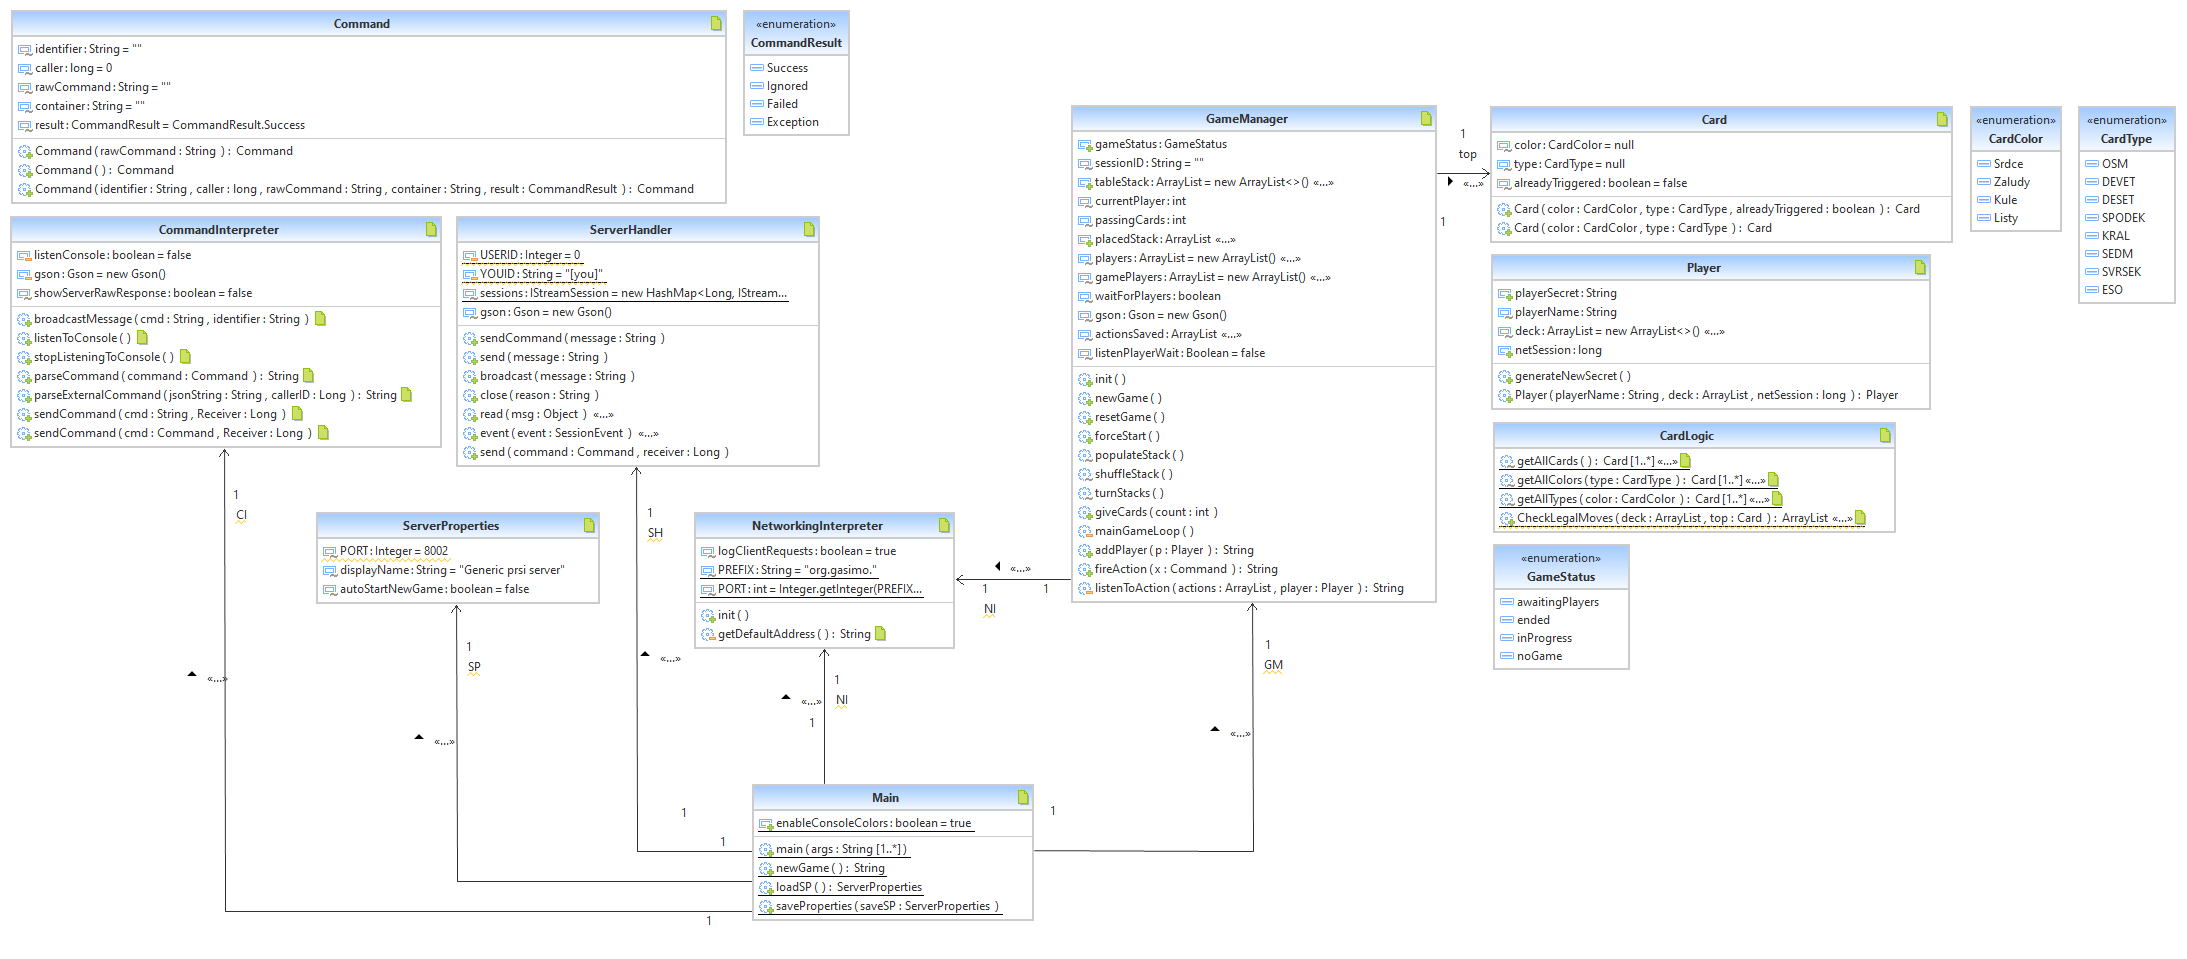 Command
identifier : String = ""
caller : long = 0
rawCommand : String = ""
container : String = ""
result : CommandResult = CommandResult.Success
Command ( rawCommand : String ) : Command
Command ( ) : Command
Command ( identifier : String , caller : long , rawCommand : String , container : String , result : CommandResult ) : Command
«enumeration»
CommandResult
Success
Ignored
Failed
Exception
CommandInterpreter
listenConsole : boolean = false
gson : Gson = new Gson()
showServerRawResponse : boolean = false
broadcastMessage ( cmd : String , identifier : String )
listenToConsole ( )
stopListeningToConsole ( )
parseCommand ( command : Command ) : String
parseExternalCommand ( jsonString : String , callerID : Long ) : String
sendCommand ( cmd : String , Receiver : Long )
sendCommand ( cmd : Command , Receiver : Long )
ServerHandler
USERID : Integer = 0
YOUID : String = "[you]"
sessions : IStreamSession = new HashMap<Long, IStream...
gson : Gson = new Gson()
sendCommand ( message : String )
send ( message : String )
broadcast ( message : String )
close ( reason : String )
read ( msg : Object ) «...»
event ( event : SessionEvent ) «...»
send ( command : Command , receiver : Long )
GameManager
gameStatus : GameStatus
sessionID : String = ""
tableStack : ArrayList = new ArrayList<>() «...»
currentPlayer : int
passingCards : int
placedStack : ArrayList «...»
players : ArrayList = new ArrayList() «...»
gamePlayers : ArrayList = new ArrayList() «...»
waitForPlayers : boolean
gson : Gson = new Gson()
actionsSaved : ArrayList «...»
listenPlayerWait : Boolean = false
init ( )
newGame ( )
resetGame ( )
forceStart ( )
populateStack ( )
shuffleStack ( )
turnStacks ( )
giveCards ( count : int )
mainGameLoop ( )
addPlayer ( p : Player ) : String
fireAction ( x : Command ) : String
listenToAction ( actions : ArrayList , player : Player ) : String
1
top
«...»
1
Card
color : CardColor = null
type : CardType = null
alreadyTriggered : boolean = false
Card ( color : CardColor , type : CardType , alreadyTriggered : boolean ) : Card
Card ( color : CardColor , type : CardType ) : Card
«enumeration»
CardColor
Srdce
Zaludy
Kule
Listy
«enumeration»
CardType
OSM
DEVET
DESET
SPODEK
KRAL
SEDM
SVRSEK
ESO
Player
playerSecret : String
playerName : String
deck : ArrayList = new ArrayList<>() «...»
netSession : long
generateNewSecret ( )
Player ( playerName : String , deck : ArrayList , netSession : long ) : Player
CardLogic
getAllCards ( ) : Card [1..*] «...»
getAllColors ( type : CardType ) : Card [1..*] «...»
getAllTypes ( color : CardColor ) : Card [1..*] «...»
CheckLegalMoves ( deck : ArrayList , top : Card ) : ArrayList «...»
«enumeration»
GameStatus
awaitingPlayers
ended
inProgress
noGame
1
CI
«...»
ServerProperties
PORT : Integer = 8002
displayName : String = "Generic prsi server"
autoStartNewGame : boolean = false
1
SP
«...»
1
SH
«...»
NetworkingInterpreter
logClientRequests : boolean = true
PREFIX : String = "org.gasimo."
PORT : int = Integer.getInteger(PREFIX...
init ( )
getDefaultAddress ( ) : String
«...»
1
1
NI
1
NI
«...»
1
1
GM
«...»
Main
enableConsoleColors : boolean = true
main ( args : String [1..*] )
newGame ( ) : String
loadSP ( ) : ServerProperties
saveProperties ( saveSP : ServerProperties )
1
1
1
1